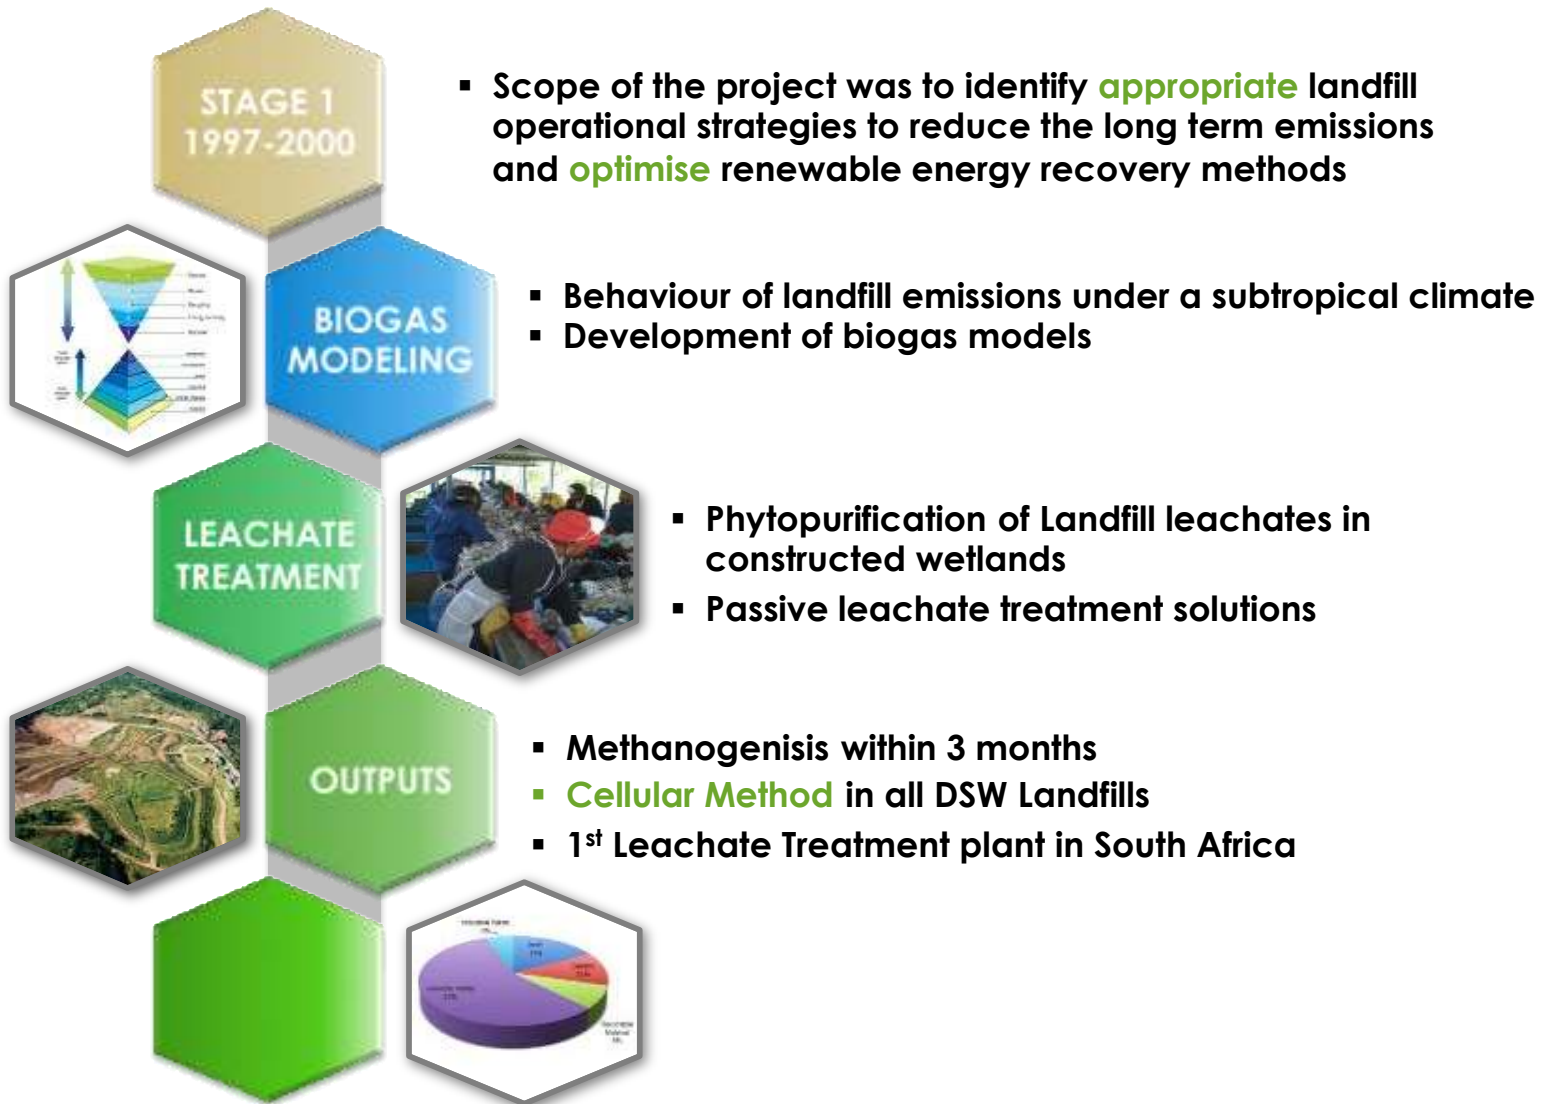 STAGE 1
1997-2000
▪ Scope of the project was to identify appropriate landfill
operational strategies to reduce the long term emissions
and optimise renewable energy recovery methods
BIOGAS
MODELING
▪ Behaviour of landfill emissions under a subtropical climate
▪ Development of biogas models
LEACHATE
TREATMENT
▪ Phytopurification of Landfill leachates in
constructed wetlands
▪ Passive leachate treatment solutions
OUTPUTS
▪ Methanogenisis within 3 months
▪ Cellular Method in all DSW Landfills
▪ 1st Leachate Treatment plant in South Africa